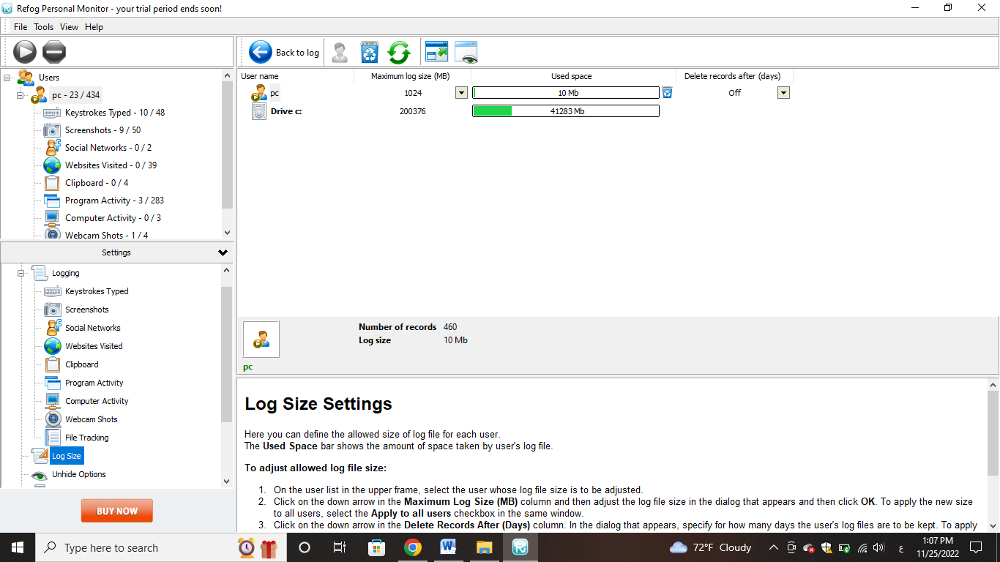 Refog Personal Monitor - your trial period ends soon!
File Tools View Help
Back to log
Users
pc - 23 / 434
Keystrokes Typed - 10 / 48
Screenshots - 9 / 50
Social Networks - 0 / 2
Websites Visited - 0 / 39
Clipboard - 0 / 4
Program Activity - 3 / 283
Computer Activity - 0 / 3
Webcam Shots - 1 / 4
Settings
Logging
Keystrokes Typed
Screenshots
Social Networks
Websites Visited
Clipboard
Program Activity
Computer Activity
Webcam Shots
File Tracking
Log Size
Unhide Options
BUY NOW
User name Maximum log size (MB) Used space Delete records after (days)
pc 1024 10 Mb Off
Drive c: 200376 41283 Mb
Number of records 460
Log size 10 Mb
pc
Log Size Settings
Here you can define the allowed size of log file for each user.
The Used Space bar shows the amount of space taken by user's log file.
To adjust allowed log file size:
1. On the user list in the upper frame, select the user whose log file size is to be adjusted.
2. Click on the down arrow in the Maximum Log Size (MB) column and then adjust the log file size in the dialog that appears and then click OK. To apply the new size
to all users, select the Apply to all users checkbox in the same window.
3. Click on the down arrow in the Delete Records After (Days) column. In the dialog that appears, specify for how many days the user's log files are to be kept. To apply
Type here to search
72°F Cloudy
ع
1:07 PM
11/25/2022